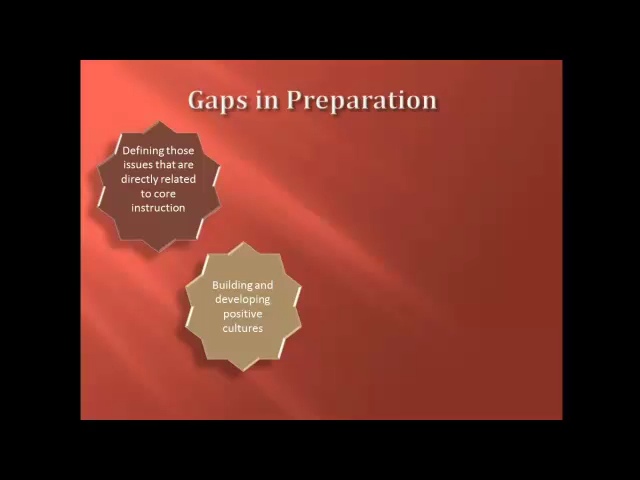 Gaps in Preparation
Defining those
issues that are
directly related
to core
instruction
Building and
developing
positive
cultures